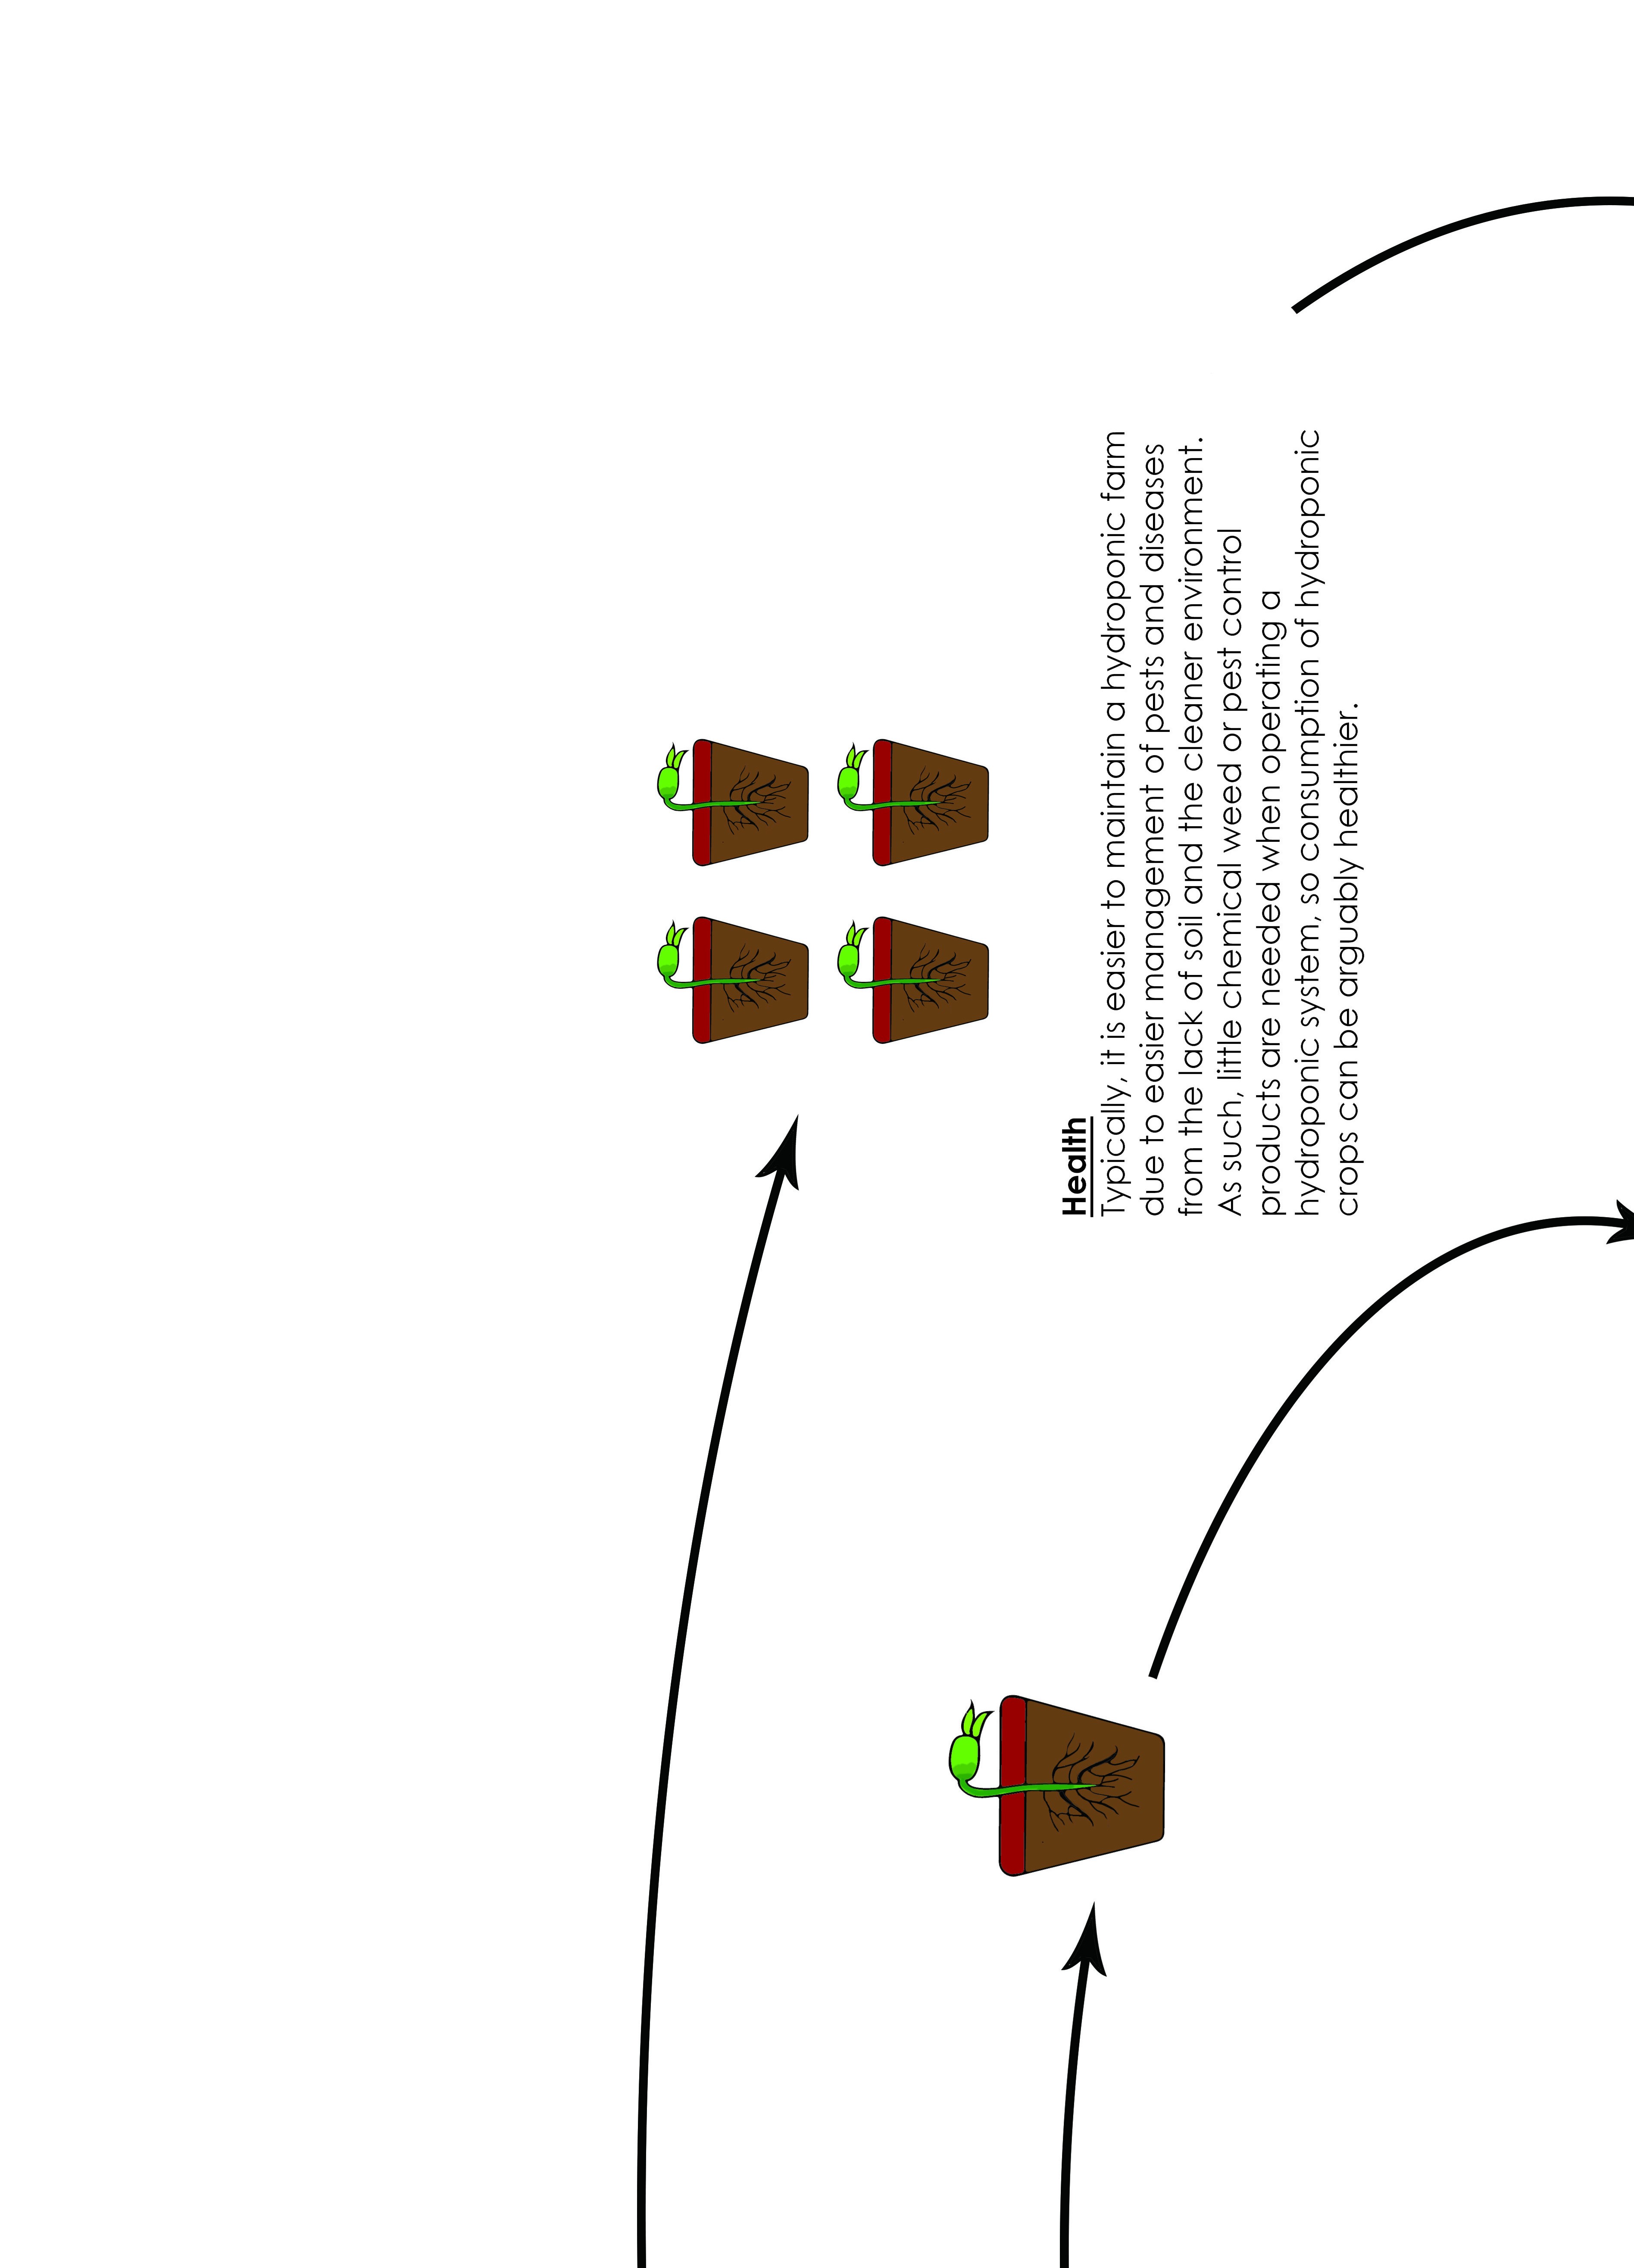 Health
Typically, it is easier to maintain a hydroponic farm
due to easier management of pests and diseases
from the lack of soil and the cleaner environment.
As such, little chemical weed or pest control
products are needed when operating a
hydroponic system, so consumption of hydroponic
crops can be arguably healthier.